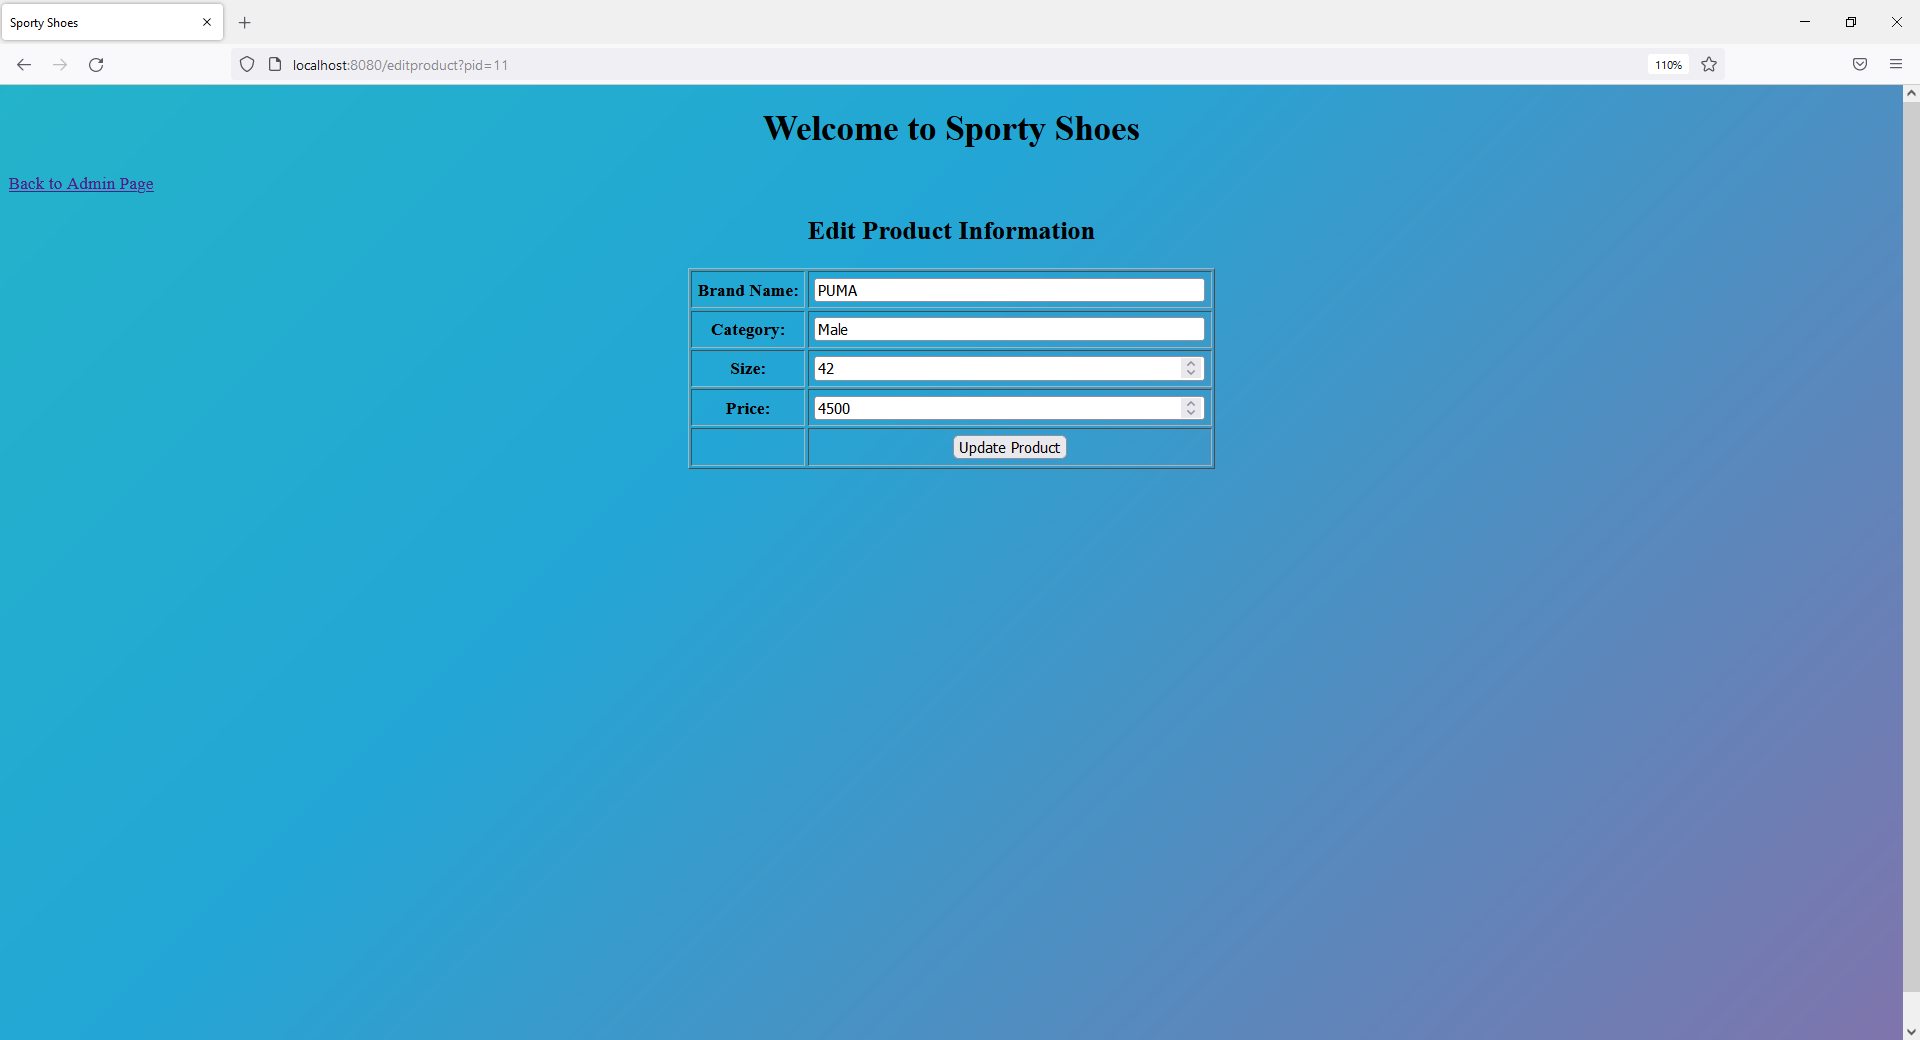 Sporty Shoes
localhost:8080/editproduct?pid=11
110%
Welcome to Sporty Shoes
Back to Admin Page
Edit Product Information
Brand Name: PUMA
Category: Male
Size: 42
Price: 4500
Update Product